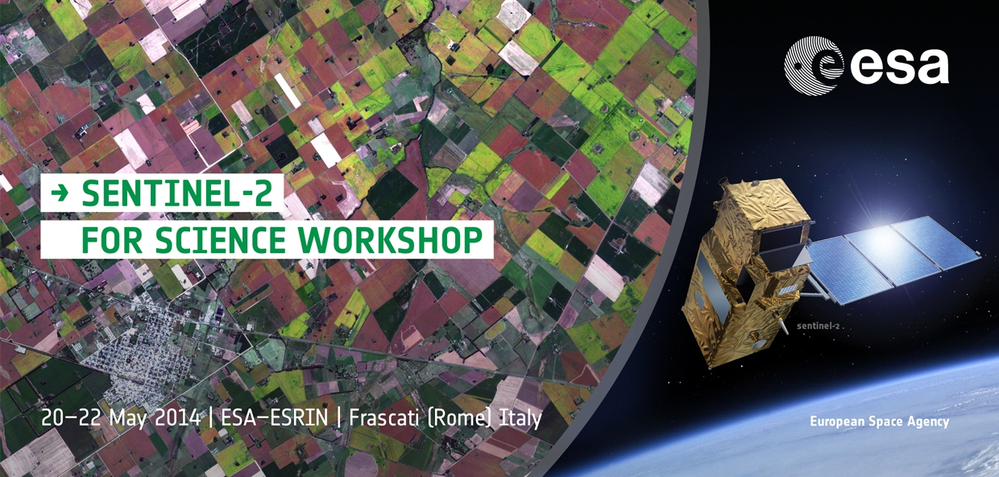 → SENTINEL-2
FOR SCIENCE WORKSHOP
20–22 May 2014 | ESA–ESRIN | Frascati (Rome) Italy
esa
sentinel-2
European Space Agency